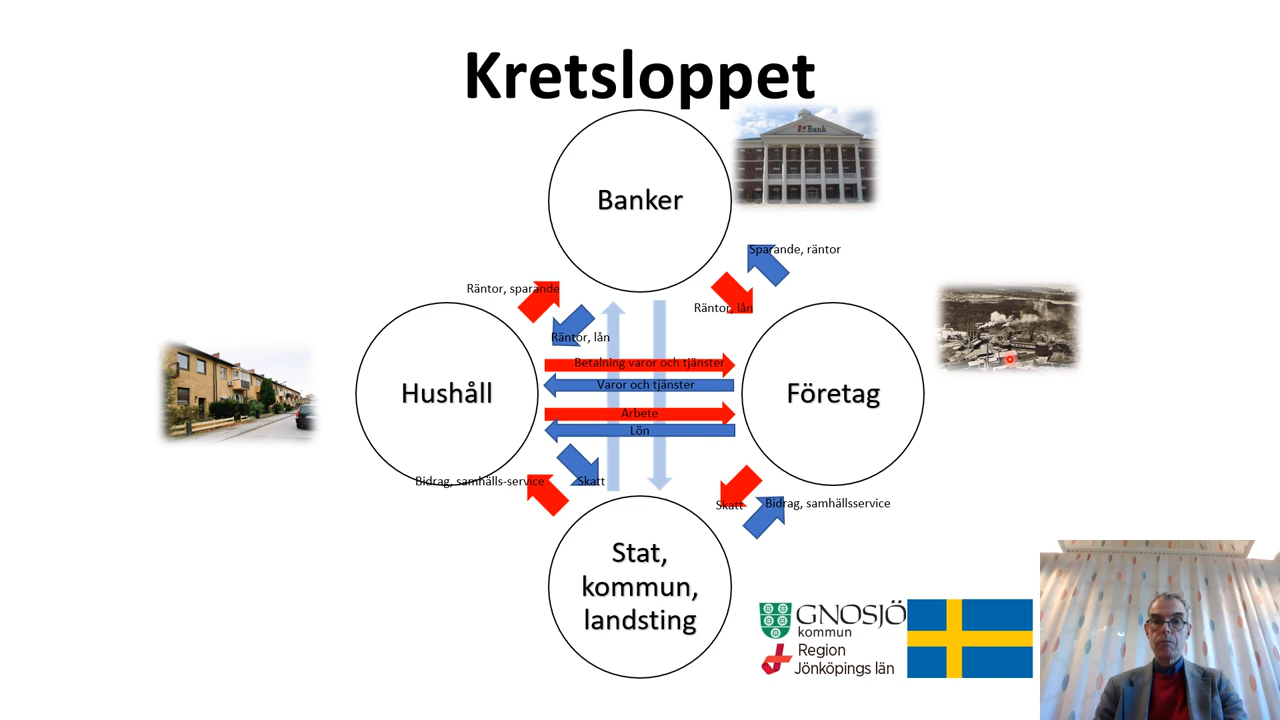 Kretsloppet
Bank
Banker
Sparande, räntor
Räntor, sparande
Räntor, lån
Räntor, lån
Betalning varor och tjänster
Varor och tjänster
Hushåll
Företag
Arbete
Lön
Bidrag, samhälls-service
Skatt
Skatt
Bidrag, samhällsservice
Stat,
kommun,
landsting
GNOSJÖ
kommun
Region
Jönköpings län